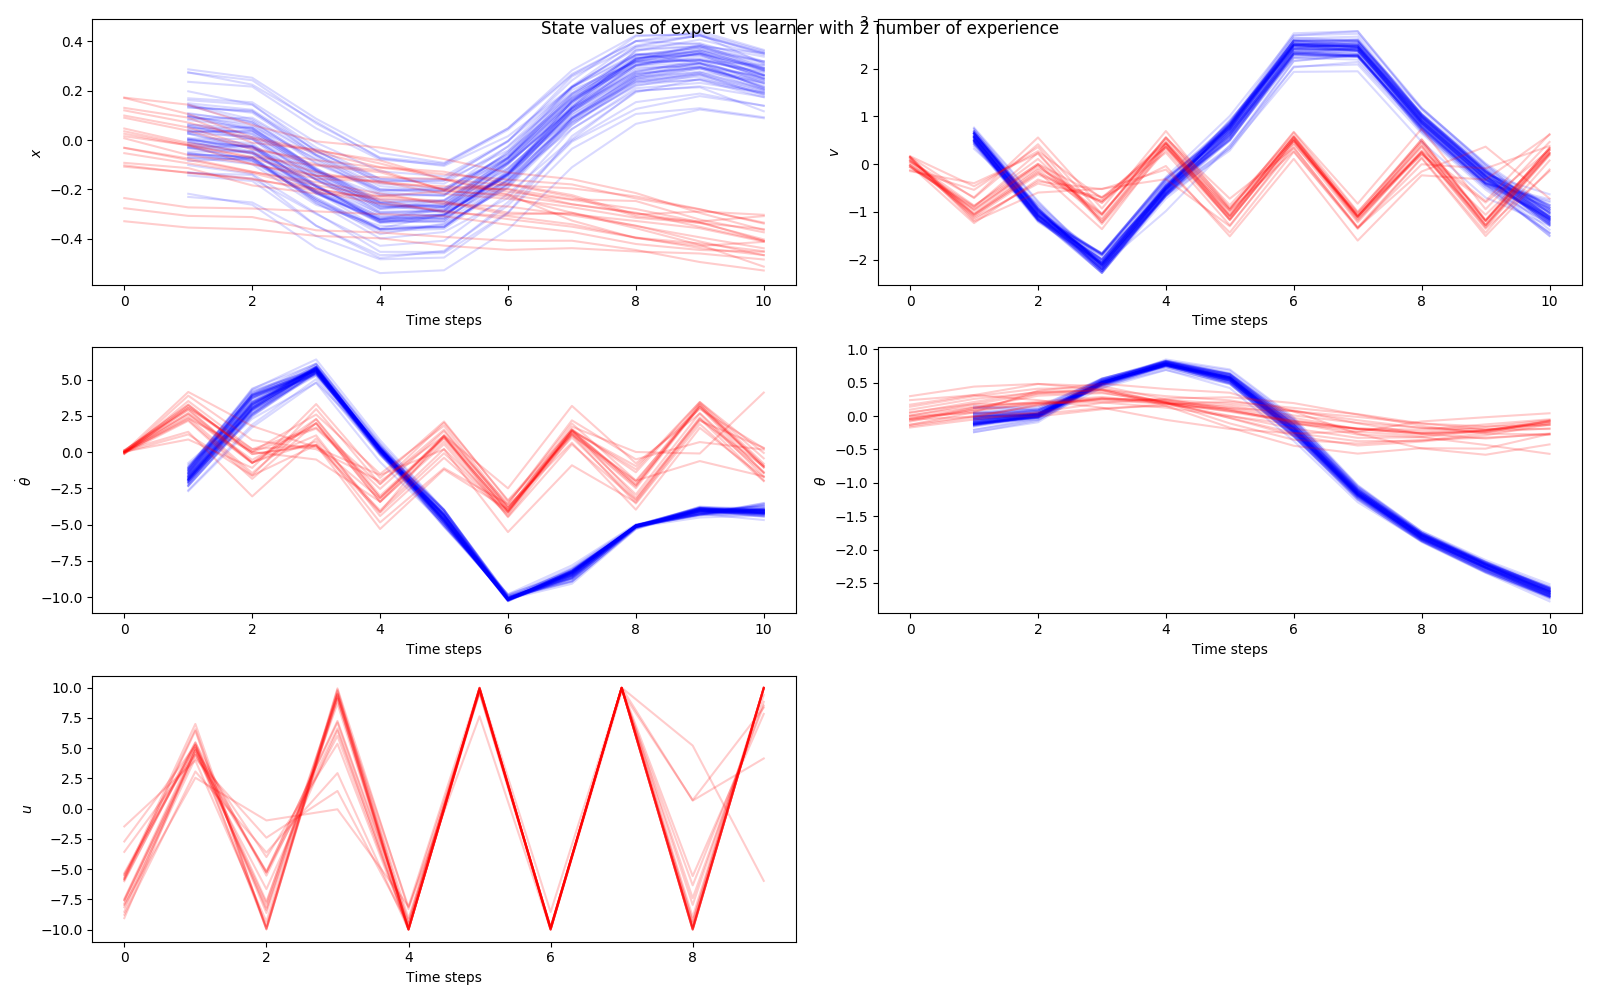 State values of expert vs learner with 2 number of experience
0.4
0.2
0.0
−0.2
−0.4
x
0 2 4 6 8 10
Time steps
3
2
1
0
−1
−2
v
0 2 4 6 8 10
Time steps
5.0
2.5
0.0
−2.5
−5.0
−7.5
−10.0
θ̇
0 2 4 6 8 10
Time steps
1.0
0.5
0.0
−0.5
−1.0
−1.5
−2.0
−2.5
θ
0 2 4 6 8 10
Time steps
10.0
7.5
5.0
2.5
0.0
−2.5
−5.0
−7.5
−10.0
u
0 2 4 6 8
Time steps